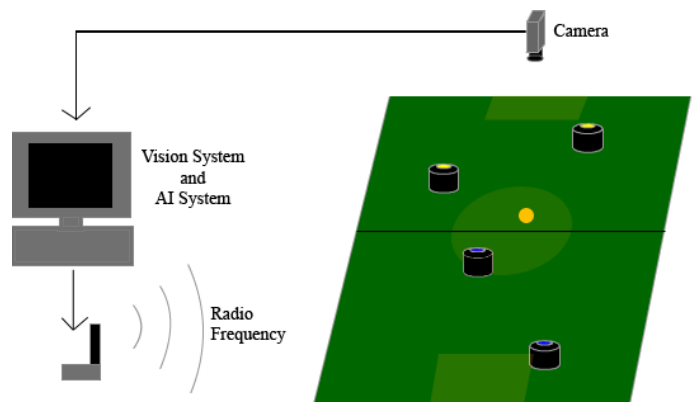 Camera
Vision System
and
AI System
Radio
Frequency